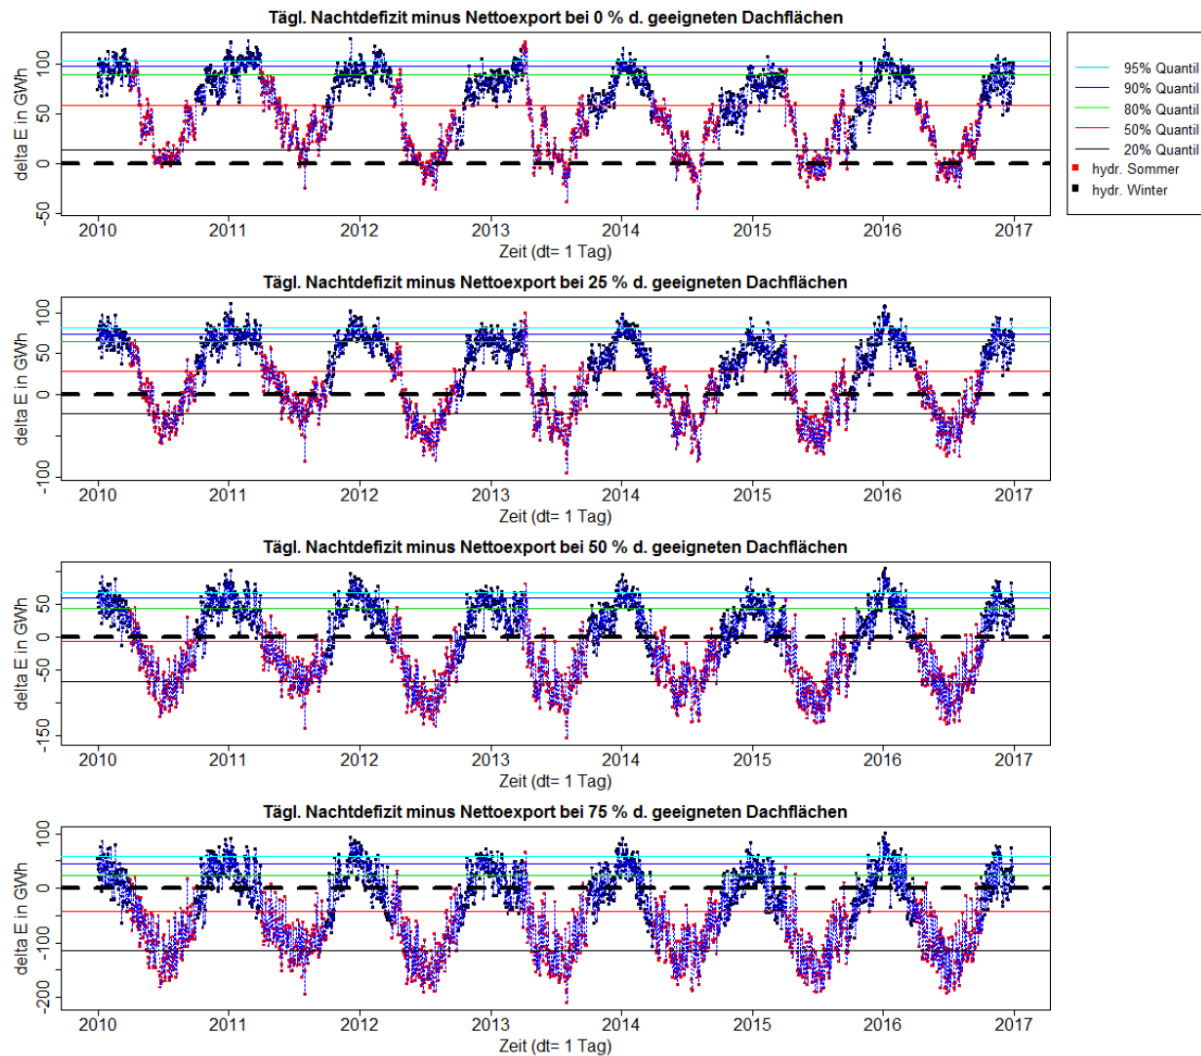 Tägl. Nachtdefizit minus Nettoexport bei 0 % d. geeigneten Dachflächen
delta E in GWh
100
50
0
-50
2010 2011 2012 2013 2014 2015 2016 2017
Zeit (dt= 1 Tag)
95% Quantil
90% Quantil
80% Quantil
50% Quantil
20% Quantil
hydr. Sommer
hydr. Winter
Tägl. Nachtdefizit minus Nettoexport bei 25 % d. geeigneten Dachflächen
delta E in GWh
100
50
0
-100
2010 2011 2012 2013 2014 2015 2016 2017
Zeit (dt= 1 Tag)
Tägl. Nachtdefizit minus Nettoexport bei 50 % d. geeigneten Dachflächen
delta E in GWh
50
0
-50
-150
2010 2011 2012 2013 2014 2015 2016 2017
Zeit (dt= 1 Tag)
Tägl. Nachtdefizit minus Nettoexport bei 75 % d. geeigneten Dachflächen
delta E in GWh
100
0
-100
-200
2010 2011 2012 2013 2014 2015 2016 2017
Zeit (dt= 1 Tag)